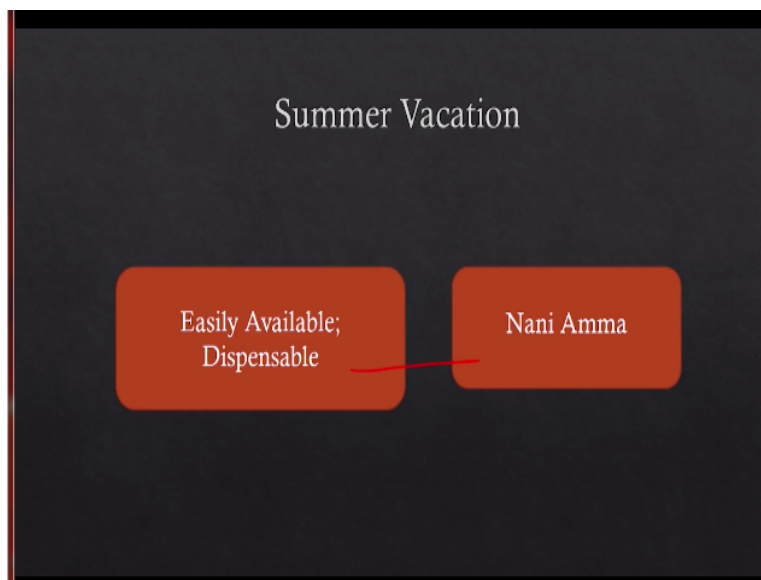 Summer Vacation
Easily Available;
Dispensable
Nani Amma